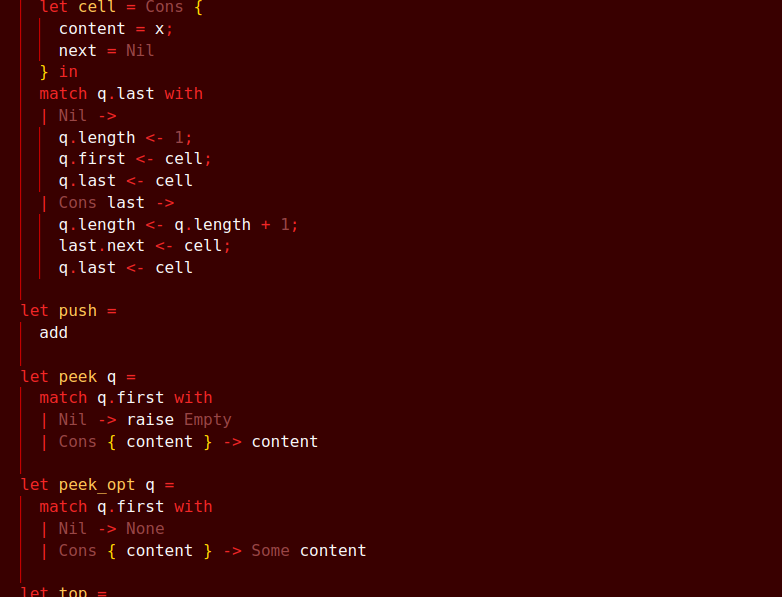 let cell = Cons {
content = x;
next = Nil
} in
match q.last with
| Nil ->
q.length <- 1;
q.first <- cell;
q.last <- cell
| Cons last ->
q.length <- q.length + 1;
last.next <- cell;
q.last <- cell
let push =
add
let peek q =
match q.first with
| Nil -> raise Empty
| Cons { content } -> content
let peek_opt q =
match q.first with
| Nil -> None
| Cons { content } -> Some content
let top =